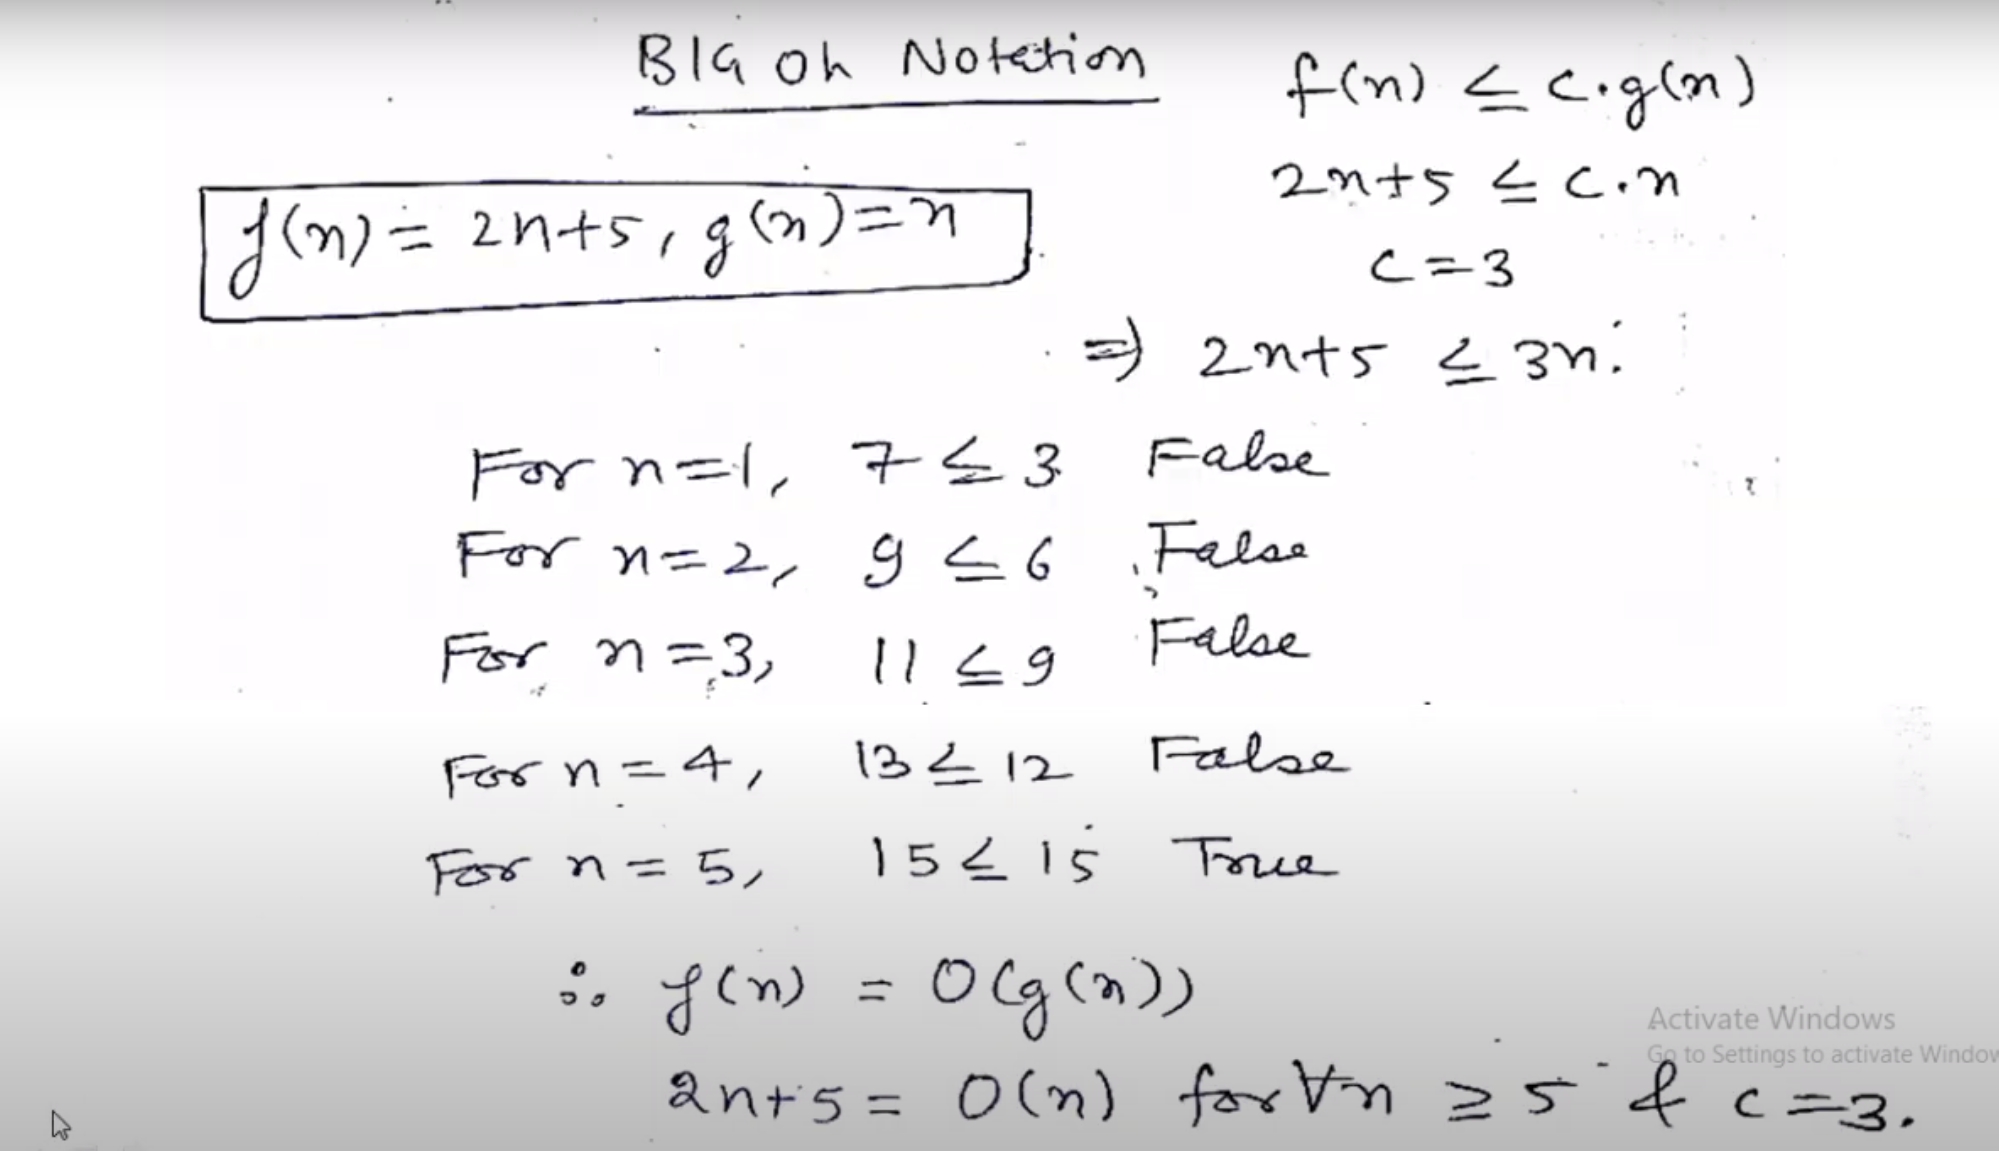 BIG Oh Notation
f(n) ≤ c.g(n)
2n+5 ≤ c.n
f(n) = 2n+5, g(n)=n
c=3
⇒ 2n+5 ≤ 3n.
For n=1, 7 ≤ 3 False
For n=2, 9 ≤ 6 False
For n=3, 11 ≤ 9 False
For n=4, 13 ≤ 12 False
For n=5, 15 ≤ 15 True
∴ f(n) = O(g(n))
2n+5 = O(n) for ∀n ≥ 5 & c=3.
Activate Windows
Go to Settings to activate Window